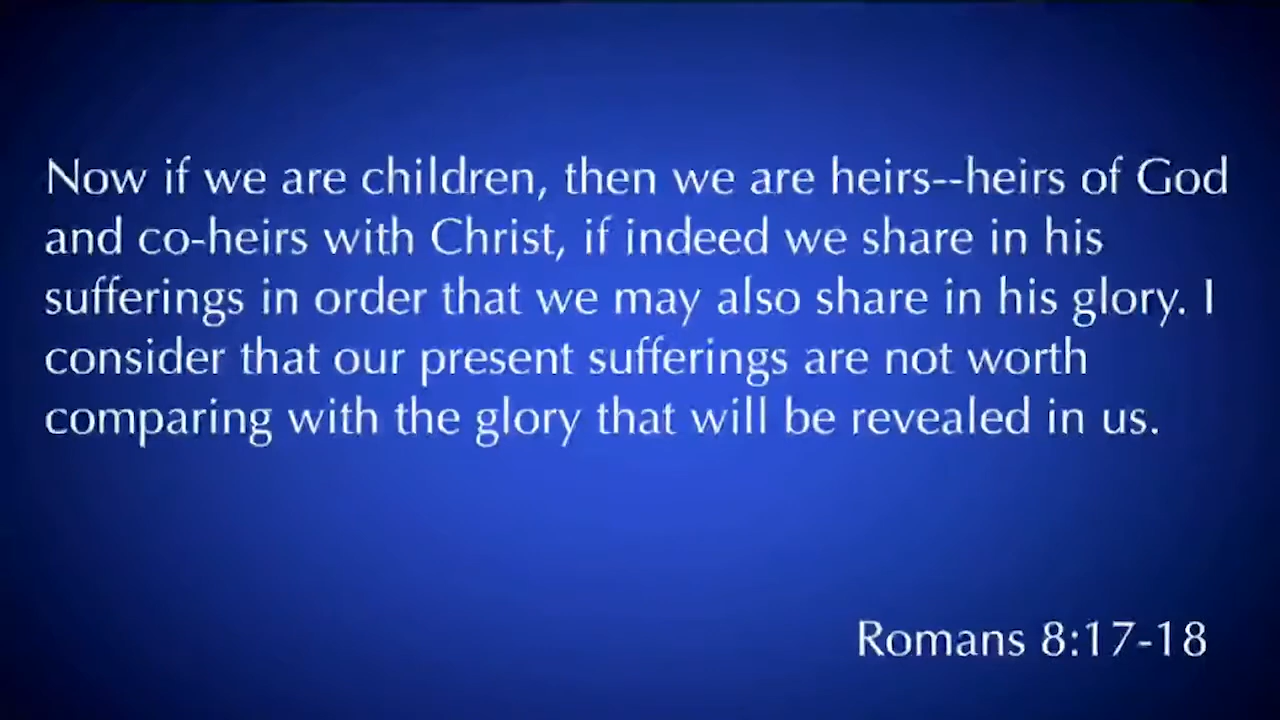 Now if we are children, then we are heirs--heirs of God
and co-heirs with Christ, if indeed we share in his
sufferings in order that we may also share in his glory. I
consider that our present sufferings are not worth
comparing with the glory that will be revealed in us.
Romans 8:17-18